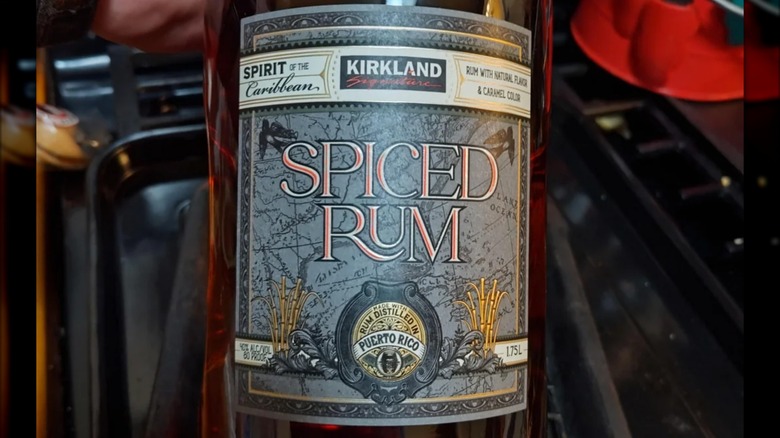 SPIRIT OF THE
Caribbean
KIRKLAND
Signature
RUM WITH NATURAL FLAVOR
& CARAMEL COLOR
SPICED
RUM
MADE WITH
RUM DISTILLED IN
PUERTO RICO
40% ALC/VOL
80 PROOF
1.75L